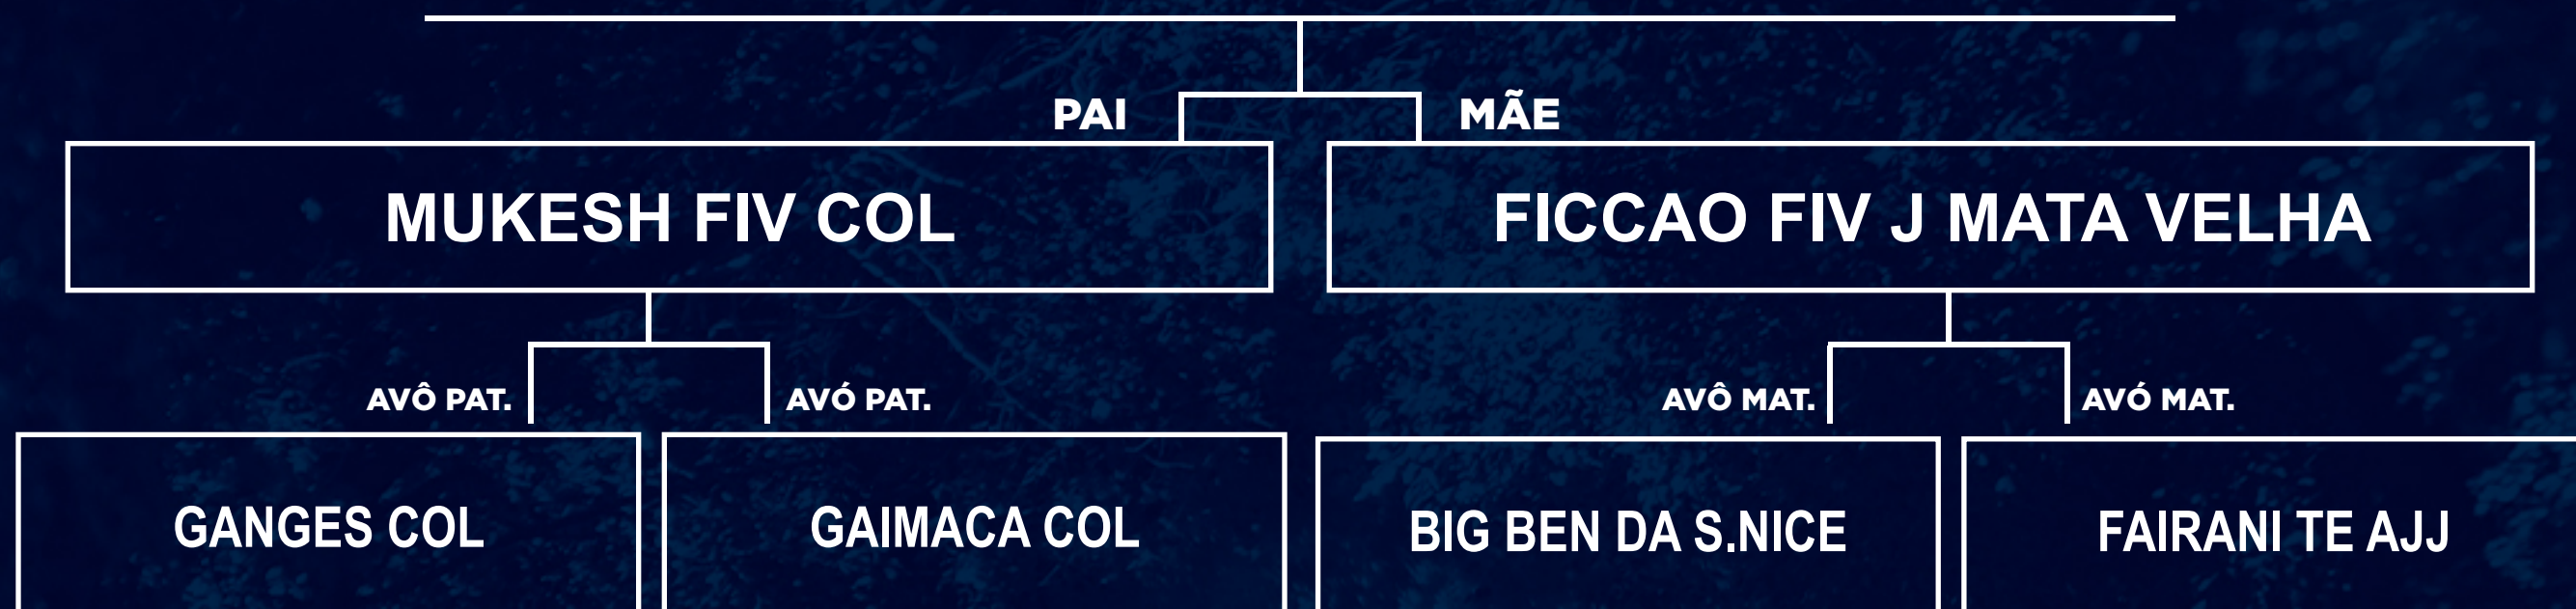 PAI
MÃE
MUKESH FIV COL
FICCAO FIV J MATA VELHA
AVÔ PAT.
AVÓ PAT.
AVÔ MAT.
AVÓ MAT.
GANGES COL
GAIMACA COL
BIG BEN DA S.NICE
FAIRANI TE AJJ